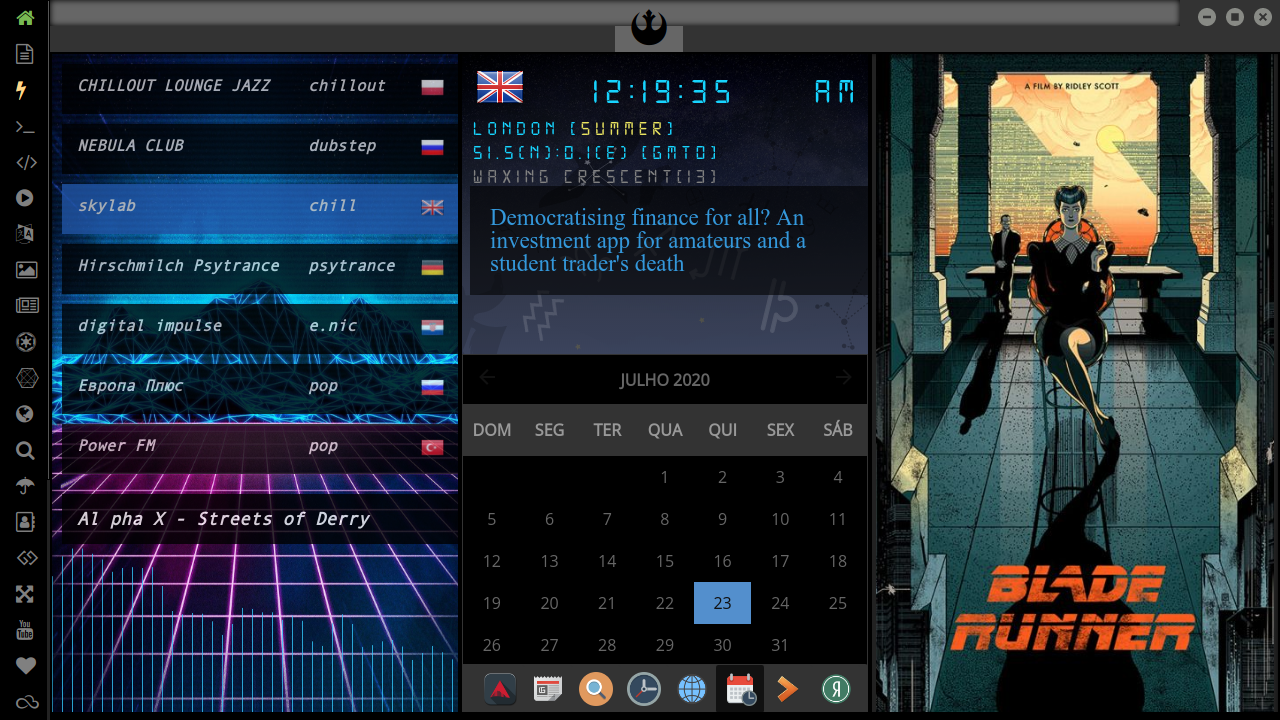 CHILLOUT LOUNGE JAZZ chillout
NEBULA CLUB dubstep
skylab chill
Hirschmilch Psytrance psytrance
digital impulse e.nic
Европа Плюс pop
Power FM pop
Al pha X - Streets of Derry
12:19:35 AM
LONDON (SUMMER)
51.5(N):0.1(E) (GMT0)
WAXING CRESCENT(13)
Democratising finance for all? An
investment app for amateurs and a
student trader's death
JULHO 2020
DOM SEG TER QUA QUI SEX SÁB
1 2 3 4
5 6 7 8 9 10 11
12 13 14 15 16 17 18
19 20 21 22 23 24 25
26 27 28 29 30 31
A FILM BY RIDLEY SCOTT
BLADE
RUNNER
You
Tube
Я